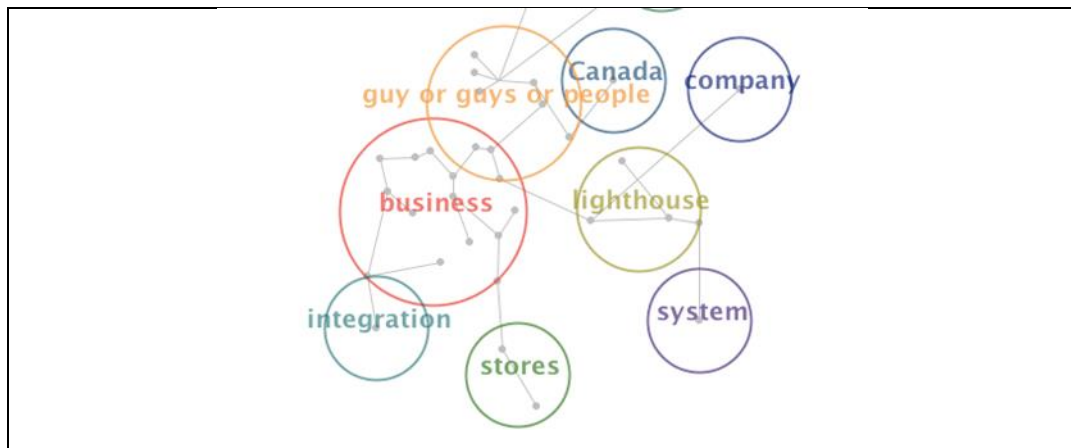 Canada
company
guy or guys or people
business
lighthouse
integration
system
stores